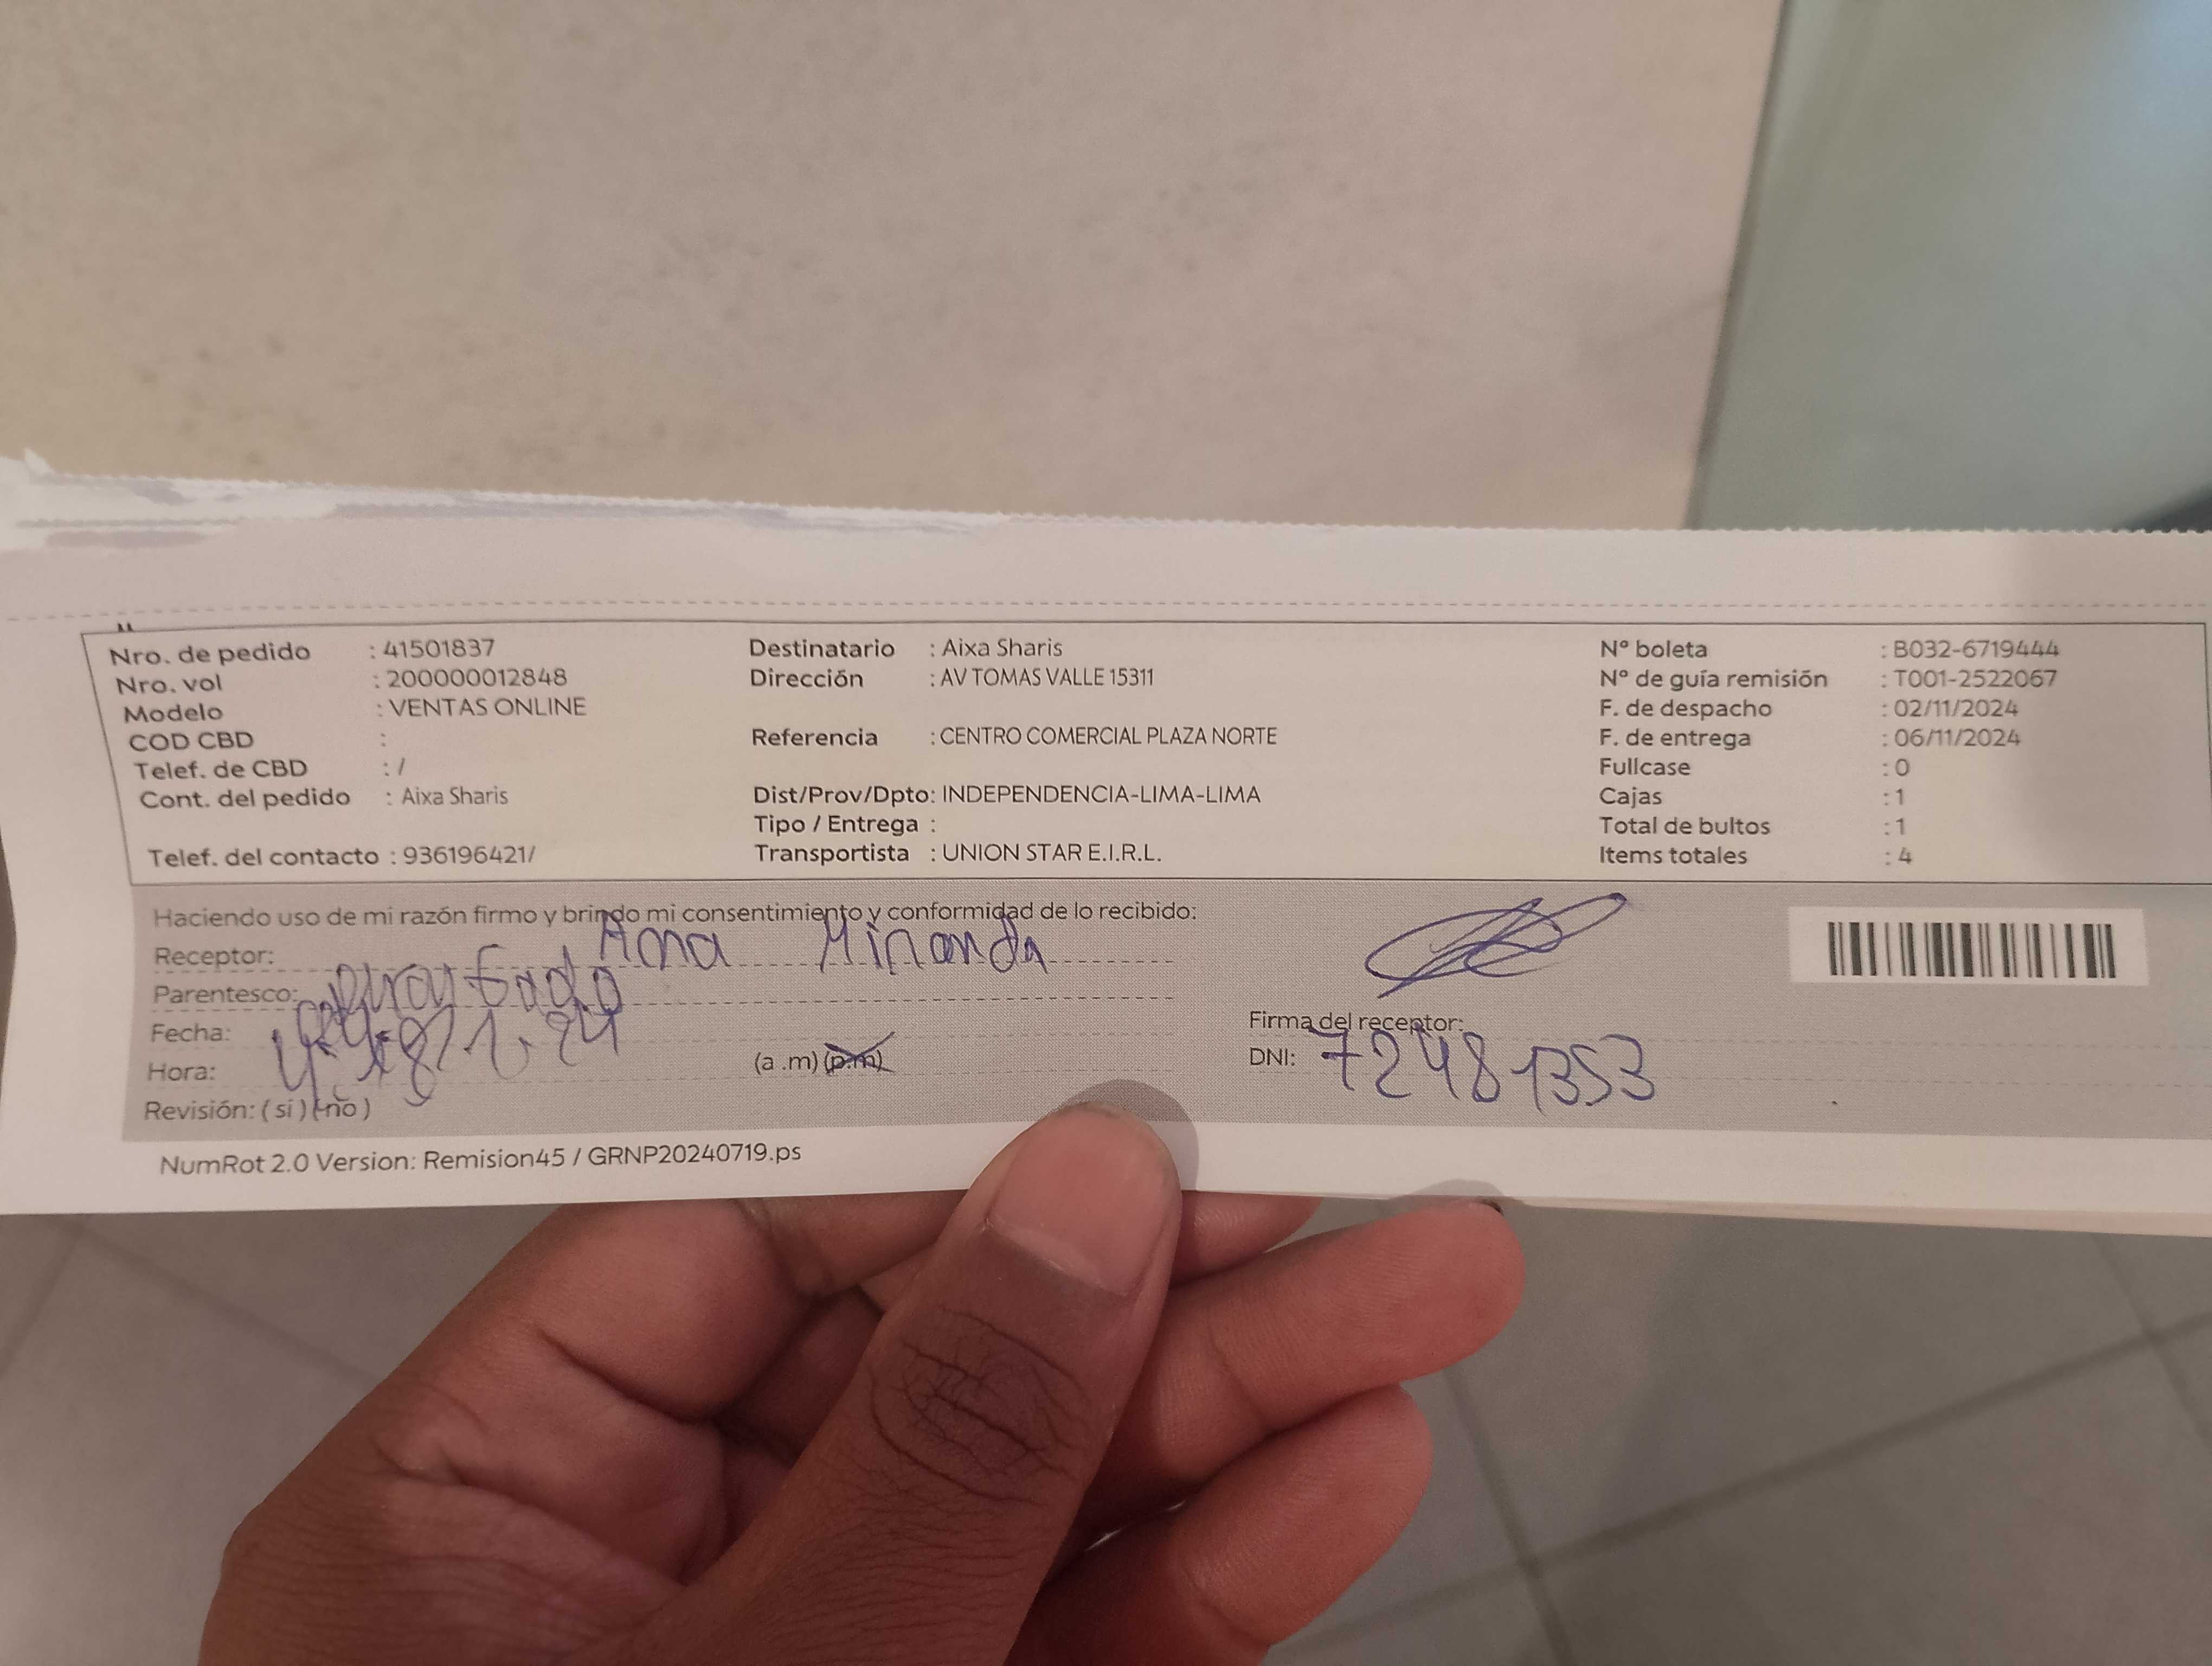 Nro. de pedido : 41501837
Nro. vol : 200000012848
Modelo : VENTAS ONLINE
COD CBD :
Telef. de CBD : /
Cont. del pedido : Aixa Sharis
Telef. del contacto : 936196421/
Destinatario : Aixa Sharis
Dirección : AV TOMAS VALLE 15311
Referencia : CENTRO COMERCIAL PLAZA NORTE
Dist/Prov/Dpto: INDEPENDENCIA-LIMA-LIMA
Tipo / Entrega :
Transportista : UNION STAR E.I.R.L.
N° boleta : B032-6719444
N° de guía remisión : T001-2522067
F. de despacho : 02/11/2024
F. de entrega : 06/11/2024
Fullcase : 0
Cajas : 1
Total de bultos : 1
Items totales : 4
Haciendo uso de mi razón firmo y brindo mi consentimiento y conformidad de lo recibido:
Receptor: Ana Miranda
Parentesco:
Fecha:
Hora: (a .m) (p.m)
Revisión: ( si ) ( no )
Firma del receptor:
DNI: 72481353
NumRot 2.0 Version: Remision45 / GRNP20240719.ps